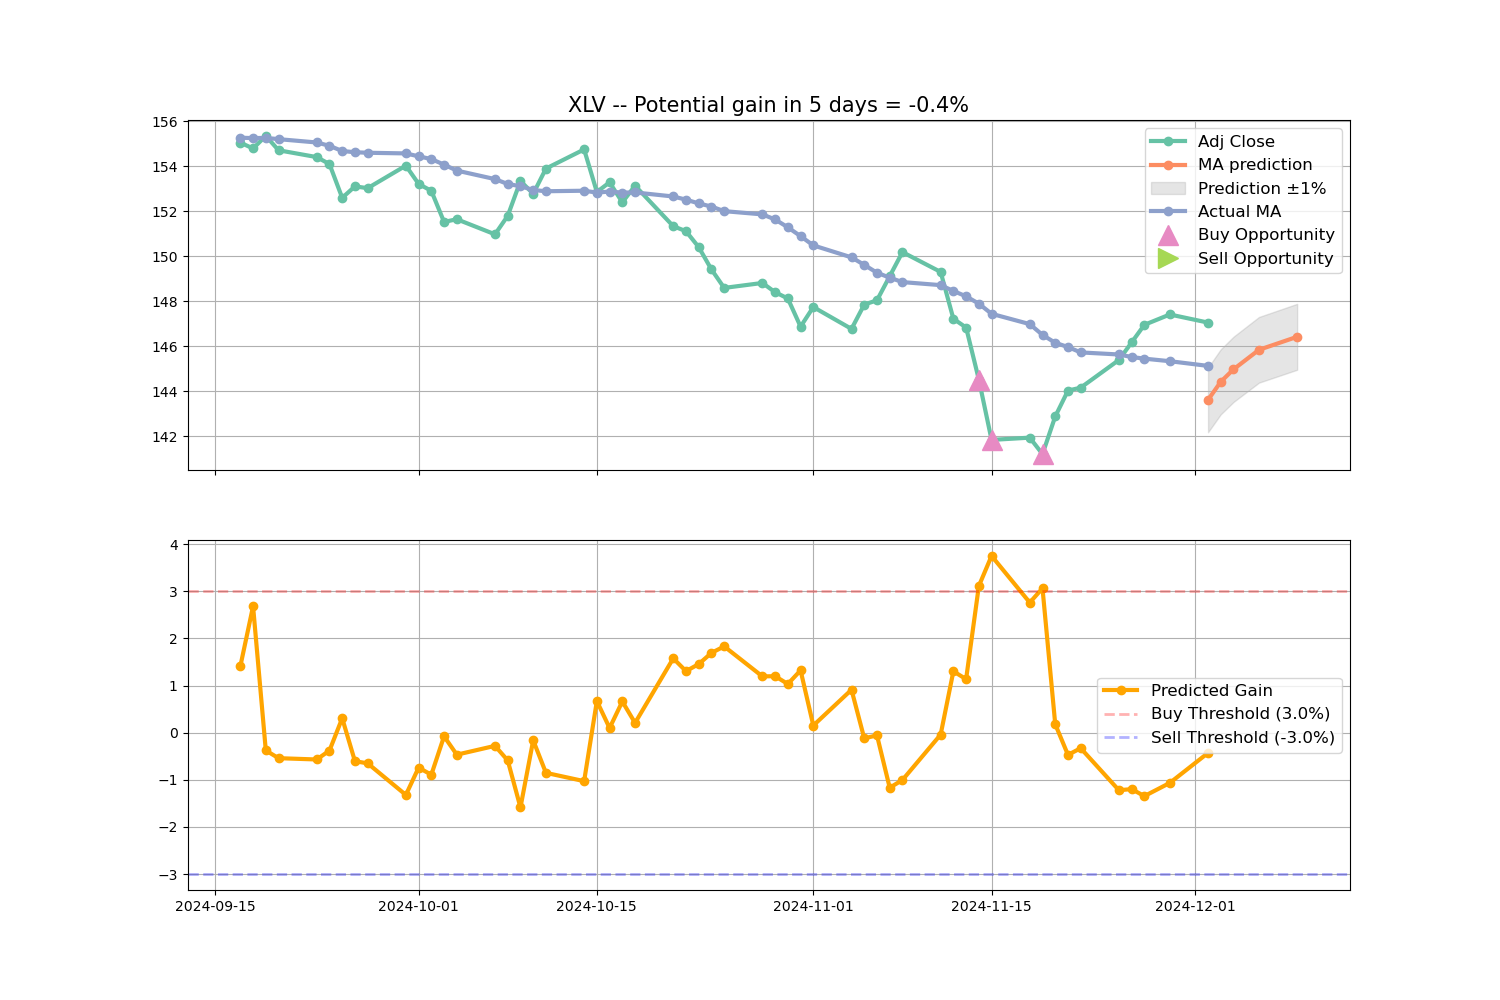 XLV -- Potential gain in 5 days = -0.4%
156
154
152
150
148
146
144
142
Adj Close
MA prediction
Prediction ±1%
Actual MA
Buy Opportunity
Sell Opportunity
4
3
2
1
0
−1
−2
−3
Predicted Gain
Buy Threshold (3.0%)
Sell Threshold (-3.0%)
2024-09-15 2024-10-01 2024-10-15 2024-11-01 2024-11-15 2024-12-01